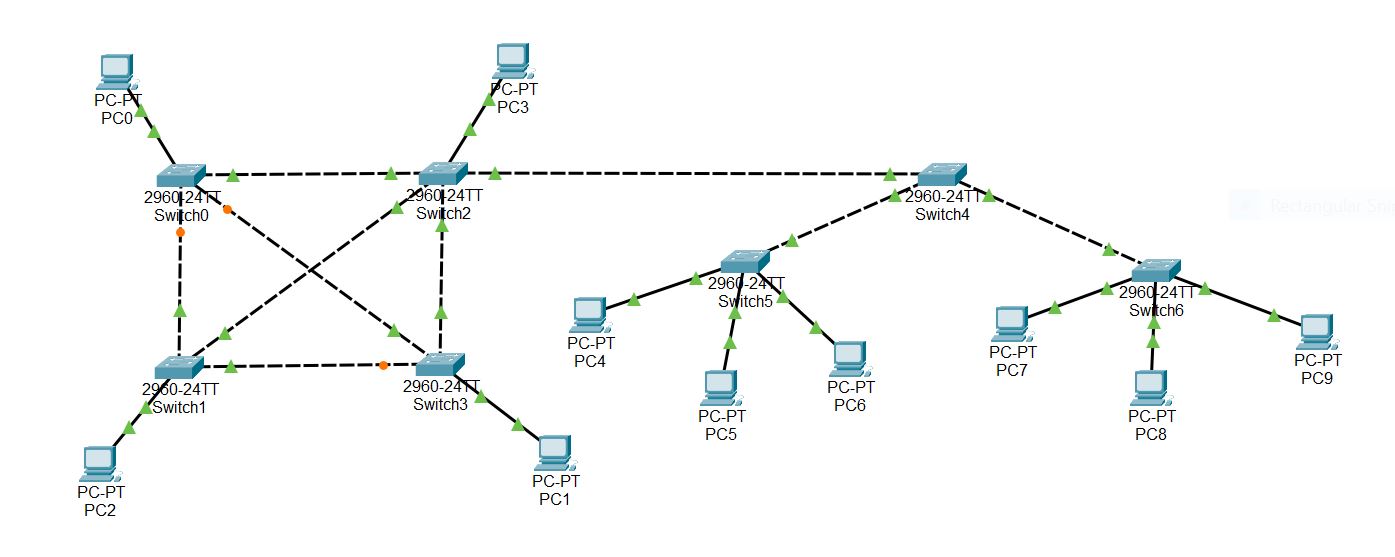 PC-PT
PC0
PC-PT
PC3
2960-24TT
Switch0
2960-24TT
Switch2
2960-24TT
Switch4
Rectangular Sni
2960-24TT
Switch5
2960-24TT
Switch6
PC-PT
PC4
PC-PT
PC5
PC-PT
PC6
PC-PT
PC7
PC-PT
PC8
PC-PT
PC9
2960-24TT
Switch1
2960-24TT
Switch3
PC-PT
PC2
PC-PT
PC1